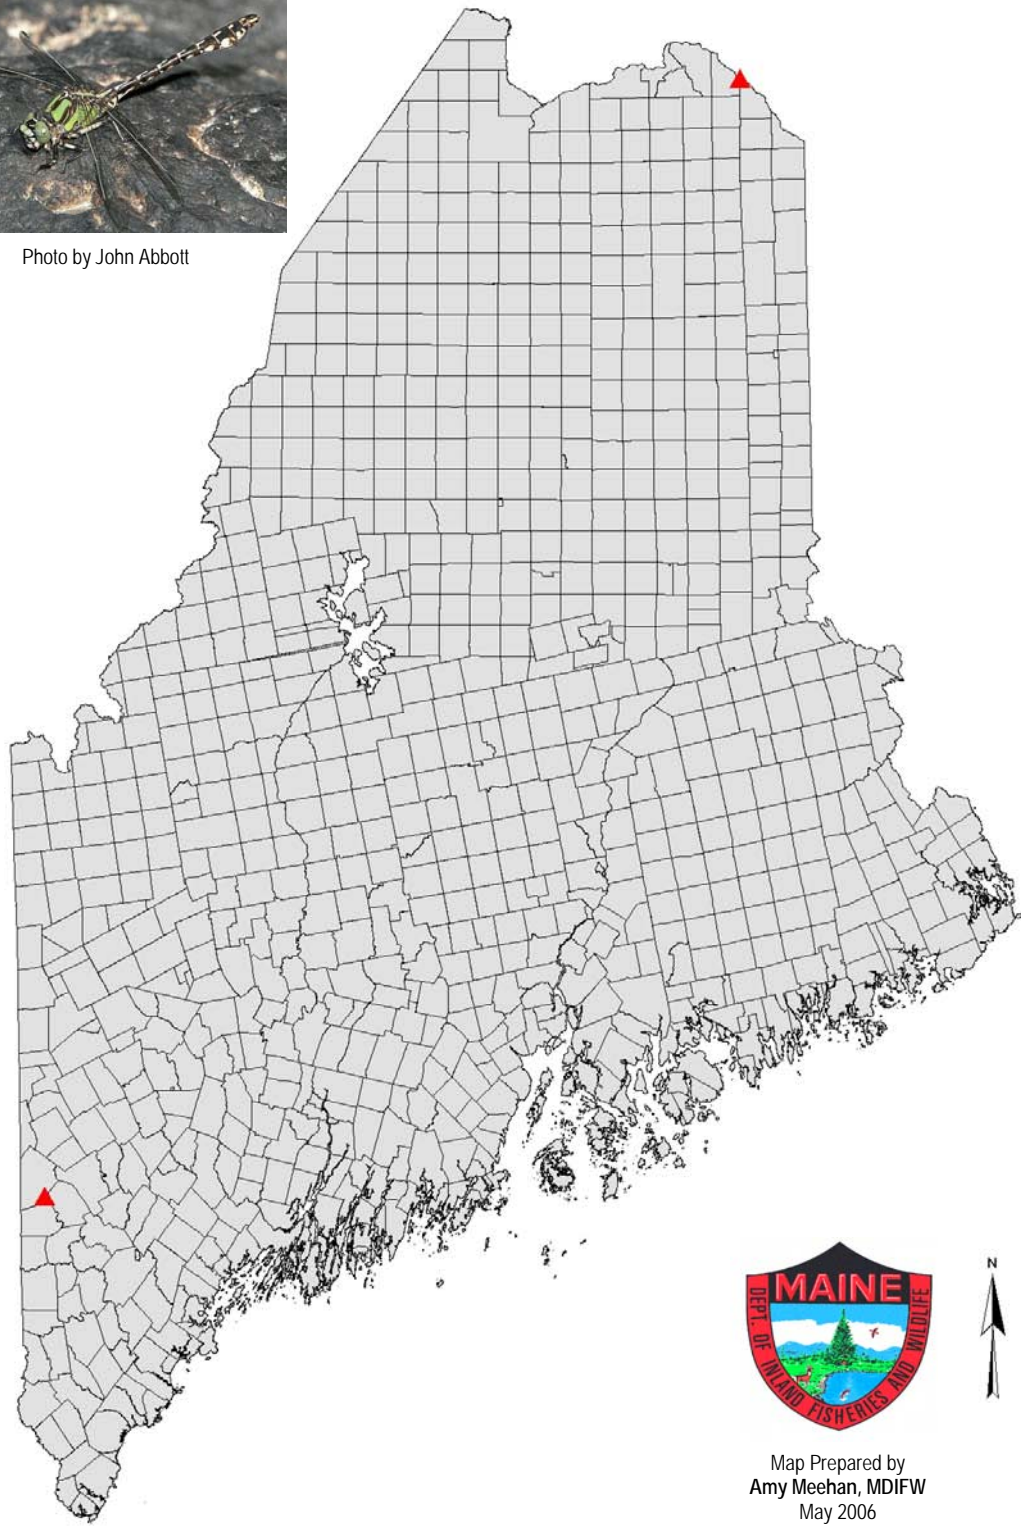 Photo by John Abbott
N
MAINE
DEPT. OF INLAND FISHERIES AND WILDLIFE
Map Prepared by
Amy Meehan, MDIFW
May 2006